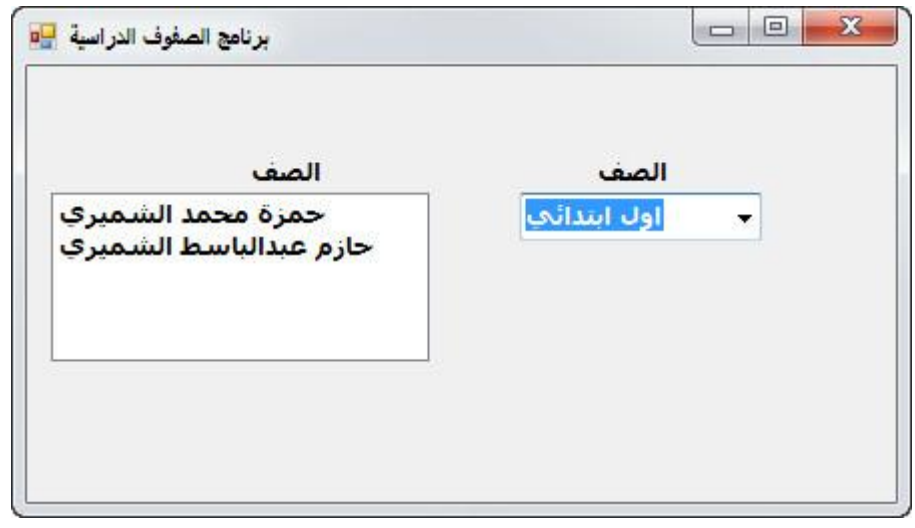 برنامج الصفوف الدراسية
الصف
اول ابتدائي
الصف
حمزة محمد الشميري
حازم عبدالباسط الشميري